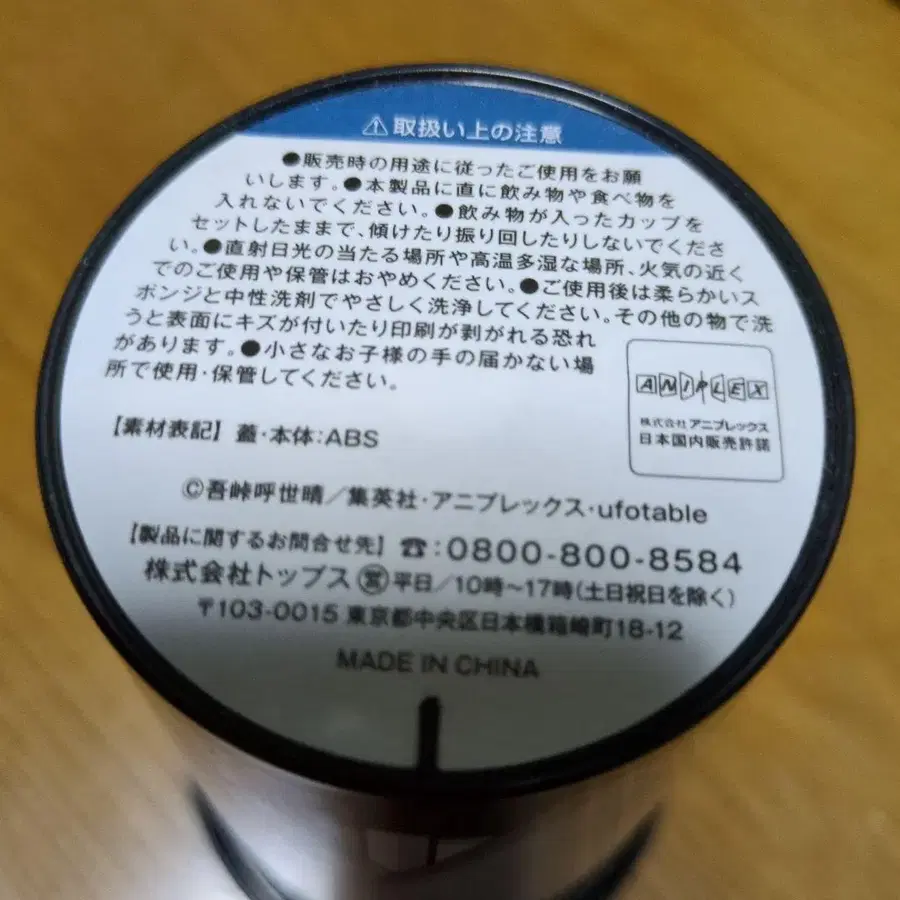 ⚠取扱い上の注意
●販売時の用途に従ったご使用をお願
いします。●本製品に直に飲み物や食べ物を
入れないでください。●飲み物が入ったカップを
セットしたままで、傾けたり振り回したりしないでくださ
い。●直射日光の当たる場所や高温多湿な場所、火気の近く
でのご使用や保管はおやめください。●ご使用後は柔らかいス
ポンジと中性洗剤でやさしく洗浄してください。その他の物で洗
うと表面にキズが付いたり印刷が剥がれる恐れ
があります。●小さなお子様の手の届かない場
所で使用・保管してください。
ANIPLEX
株式会社アニプレックス
日本国内販売許諾
【素材表記】蓋・本体:ABS
©吾峠呼世晴／集英社・アニプレックス・ufotable
【製品に関するお問合せ先】☎:0800-800-8584
株式会社トップス ㊡平日／10時〜17時(土日祝日を除く)
〒103-0015 東京都中央区日本橋箱崎町18-12
MADE IN CHINA